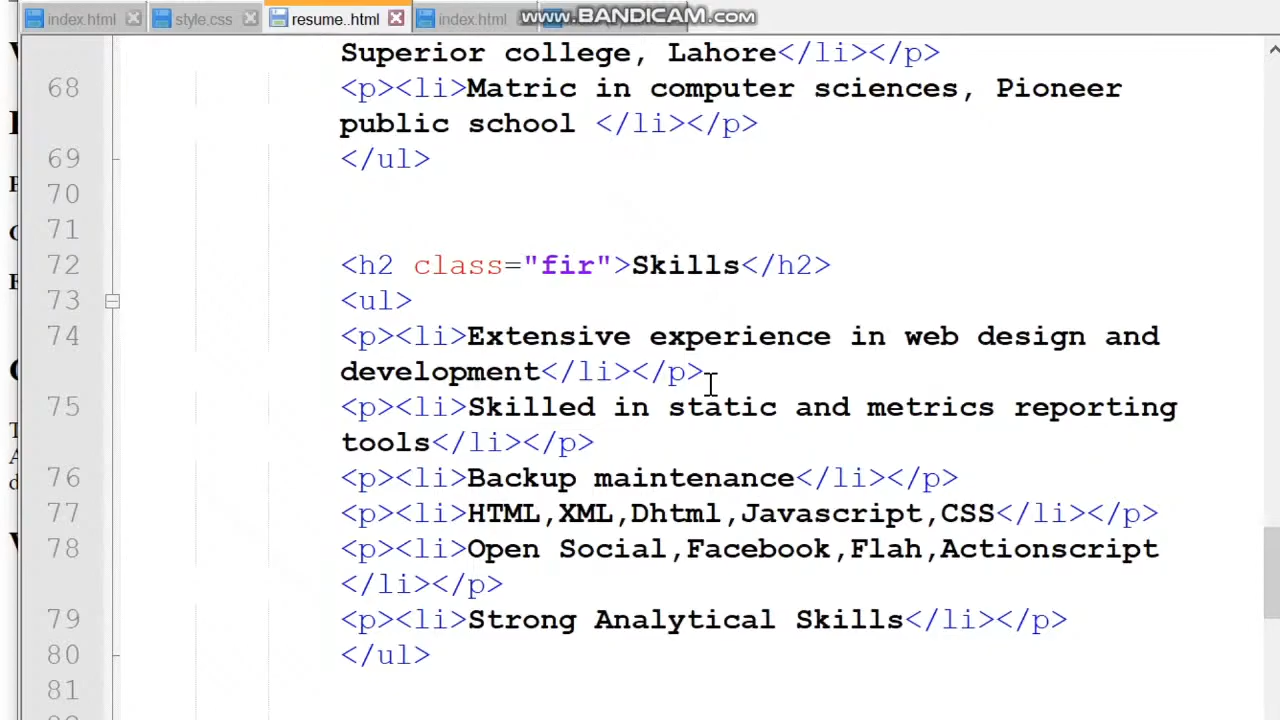 index.html style.css resume..html index.html www.BANDICAM.com
Superior college, Lahore</li></p>
68 <p><li>Matric in computer sciences, Pioneer
public school </li></p>
69 </ul>
70
71
72 <h2 class="fir">Skills</h2>
73 <ul>
74 <p><li>Extensive experience in web design and
development</li></p>
75 <p><li>Skilled in static and metrics reporting
tools</li></p>
76 <p><li>Backup maintenance</li></p>
77 <p><li>HTML,XML,Dhtml,Javascript,CSS</li></p>
78 <p><li>Open Social,Facebook,Flah,Actionscript
</li></p>
79 <p><li>Strong Analytical Skills</li></p>
80 </ul>
81